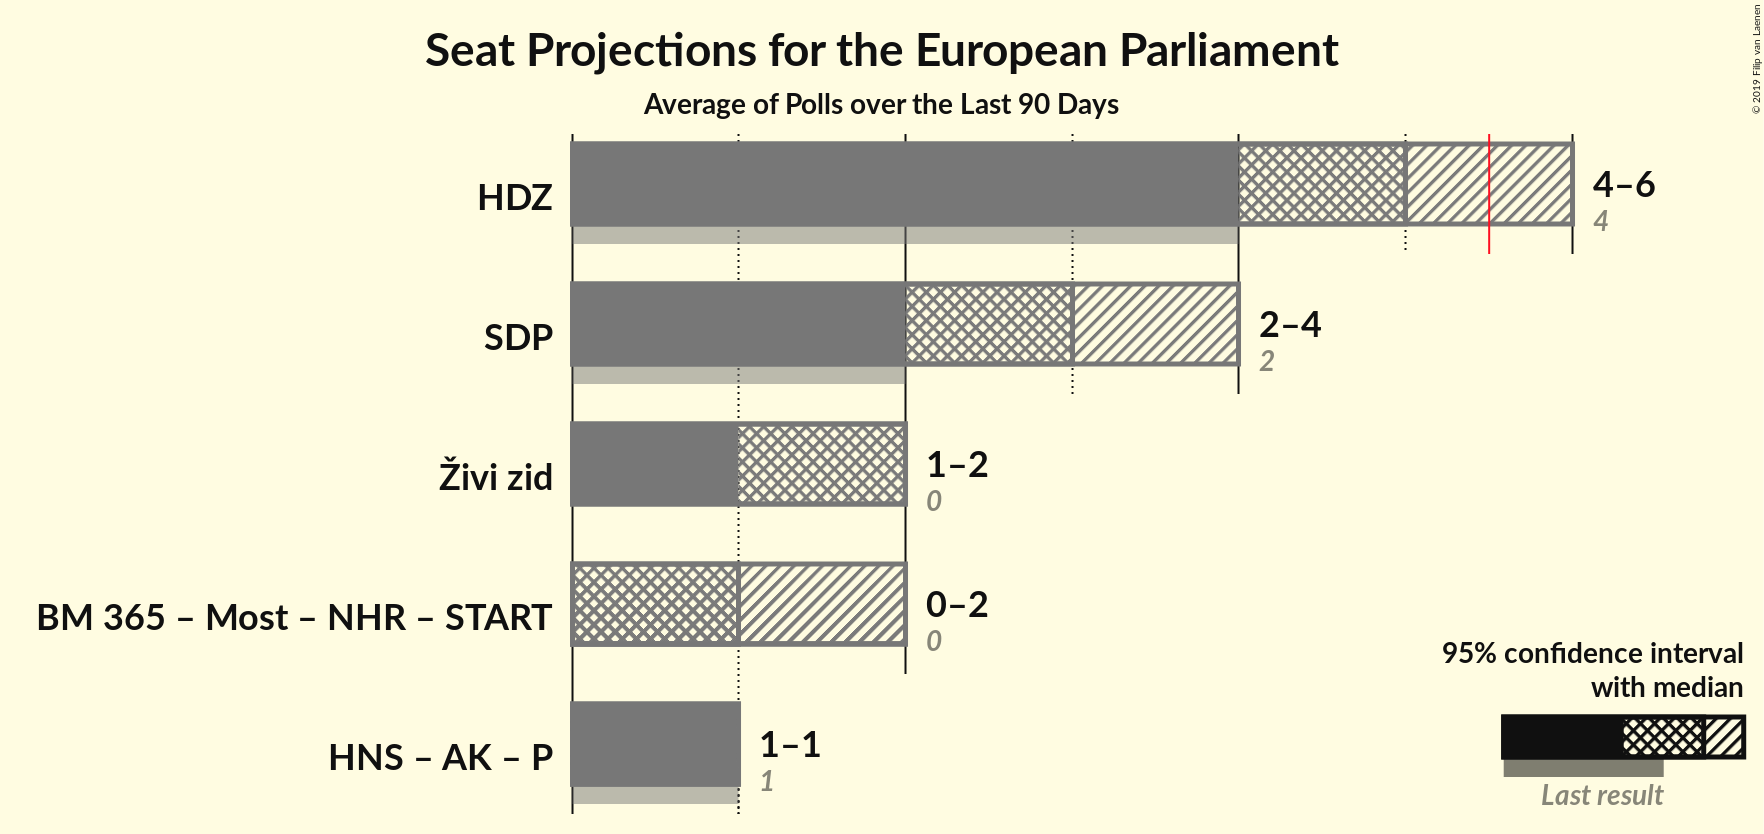 Seat Projections for the European Parliament
Average of Polls over the Last 90 Days
© 2019 Filip van Laenen
HDZ
4–6
4
SDP
2–4
2
Živi zid
1–2
0
BM 365 – Most – NHR – START
0–2
0
HNS – AK – P
1–1
1
95% confidence interval
with median
Last result